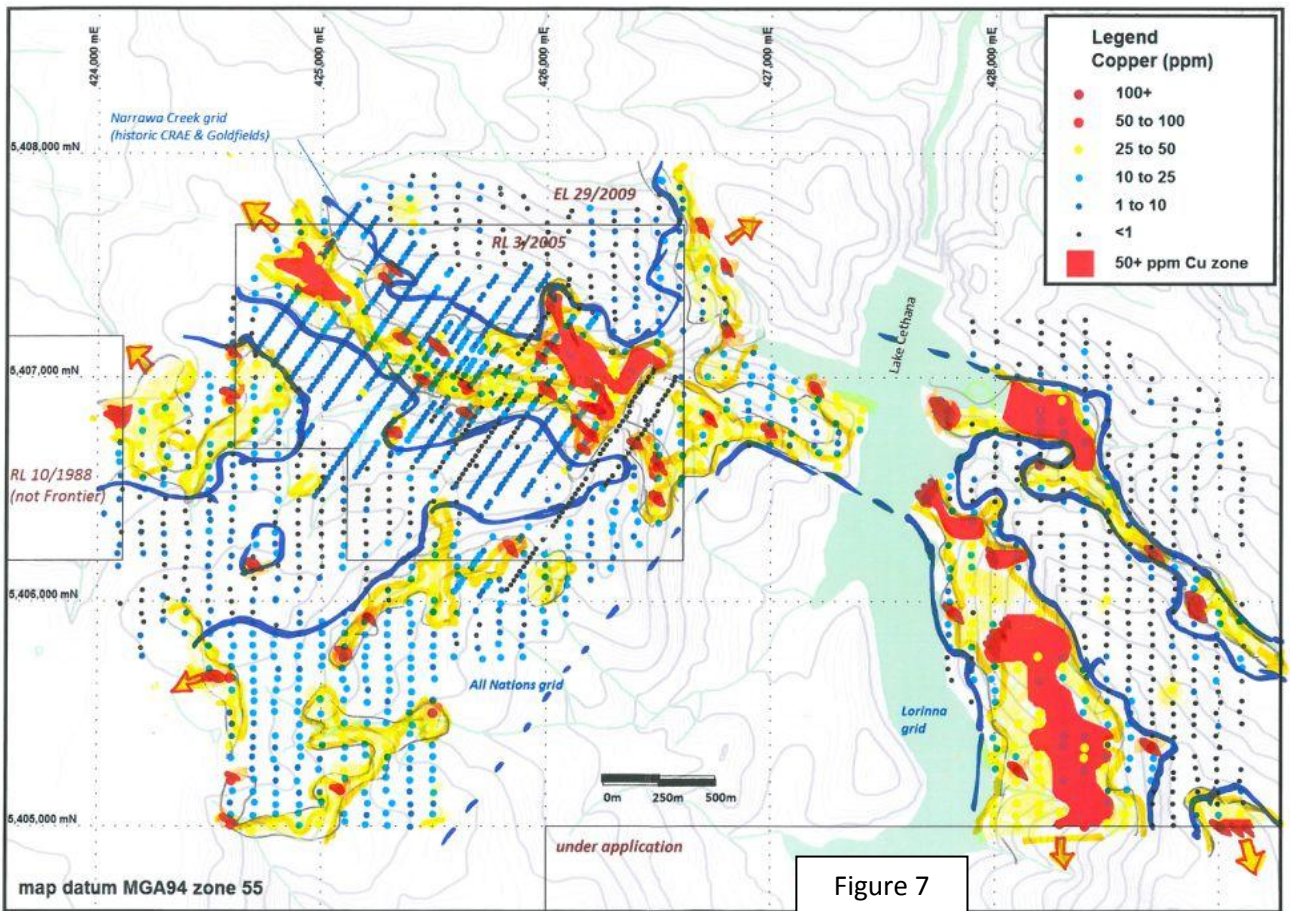 424,000 mE
425,000 mE
426,000 mE
427,000 mE
428,000 mE
Legend
Copper (ppm)
100+
50 to 100
25 to 50
10 to 25
1 to 10
<1
50+ ppm Cu zone
Narrawa Creek grid
(historic CRAE & Goldfields)
5,408,000 mN
EL 29/2009
RL 3/2005
Lake Cethana
5,407,000 mN
RL 10/1988
(not Frontier)
5,406,000 mN
All Nations grid
Lorinna
grid
0m 250m 500m
5,405,000 mN
under application
map datum MGA94 zone 55
Figure 7